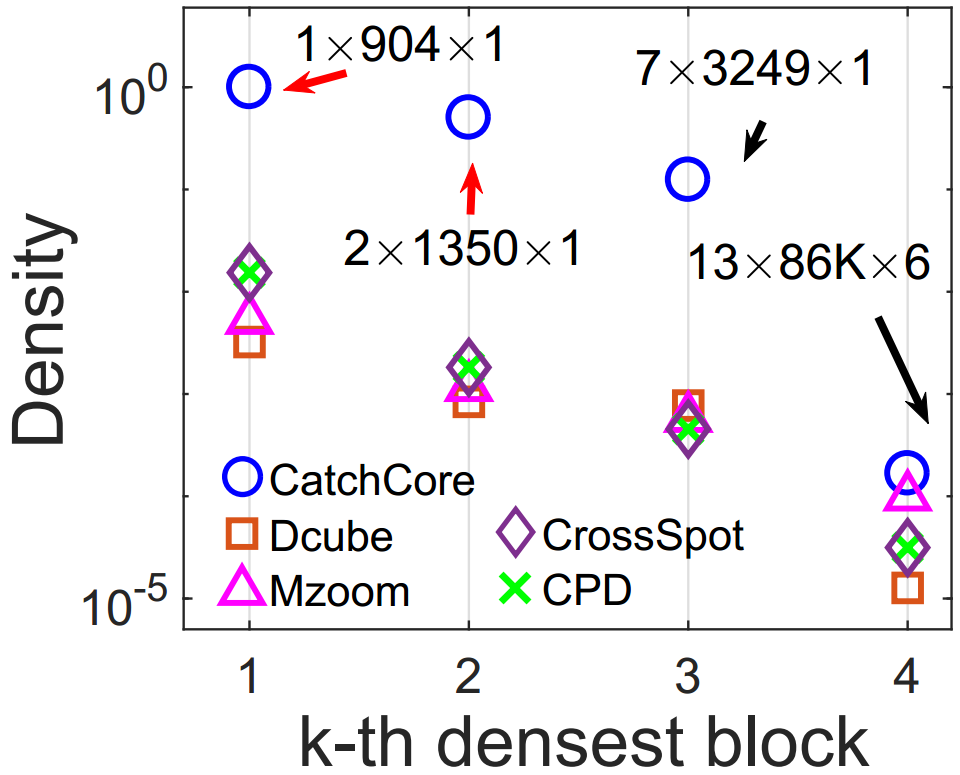 1×904×1
7×3249×1
10^0
2×1350×1
13×86K×6
Density
CatchCore
Dcube
CrossSpot
Mzoom
CPD
10^-5
1 2 3 4
k-th densest block